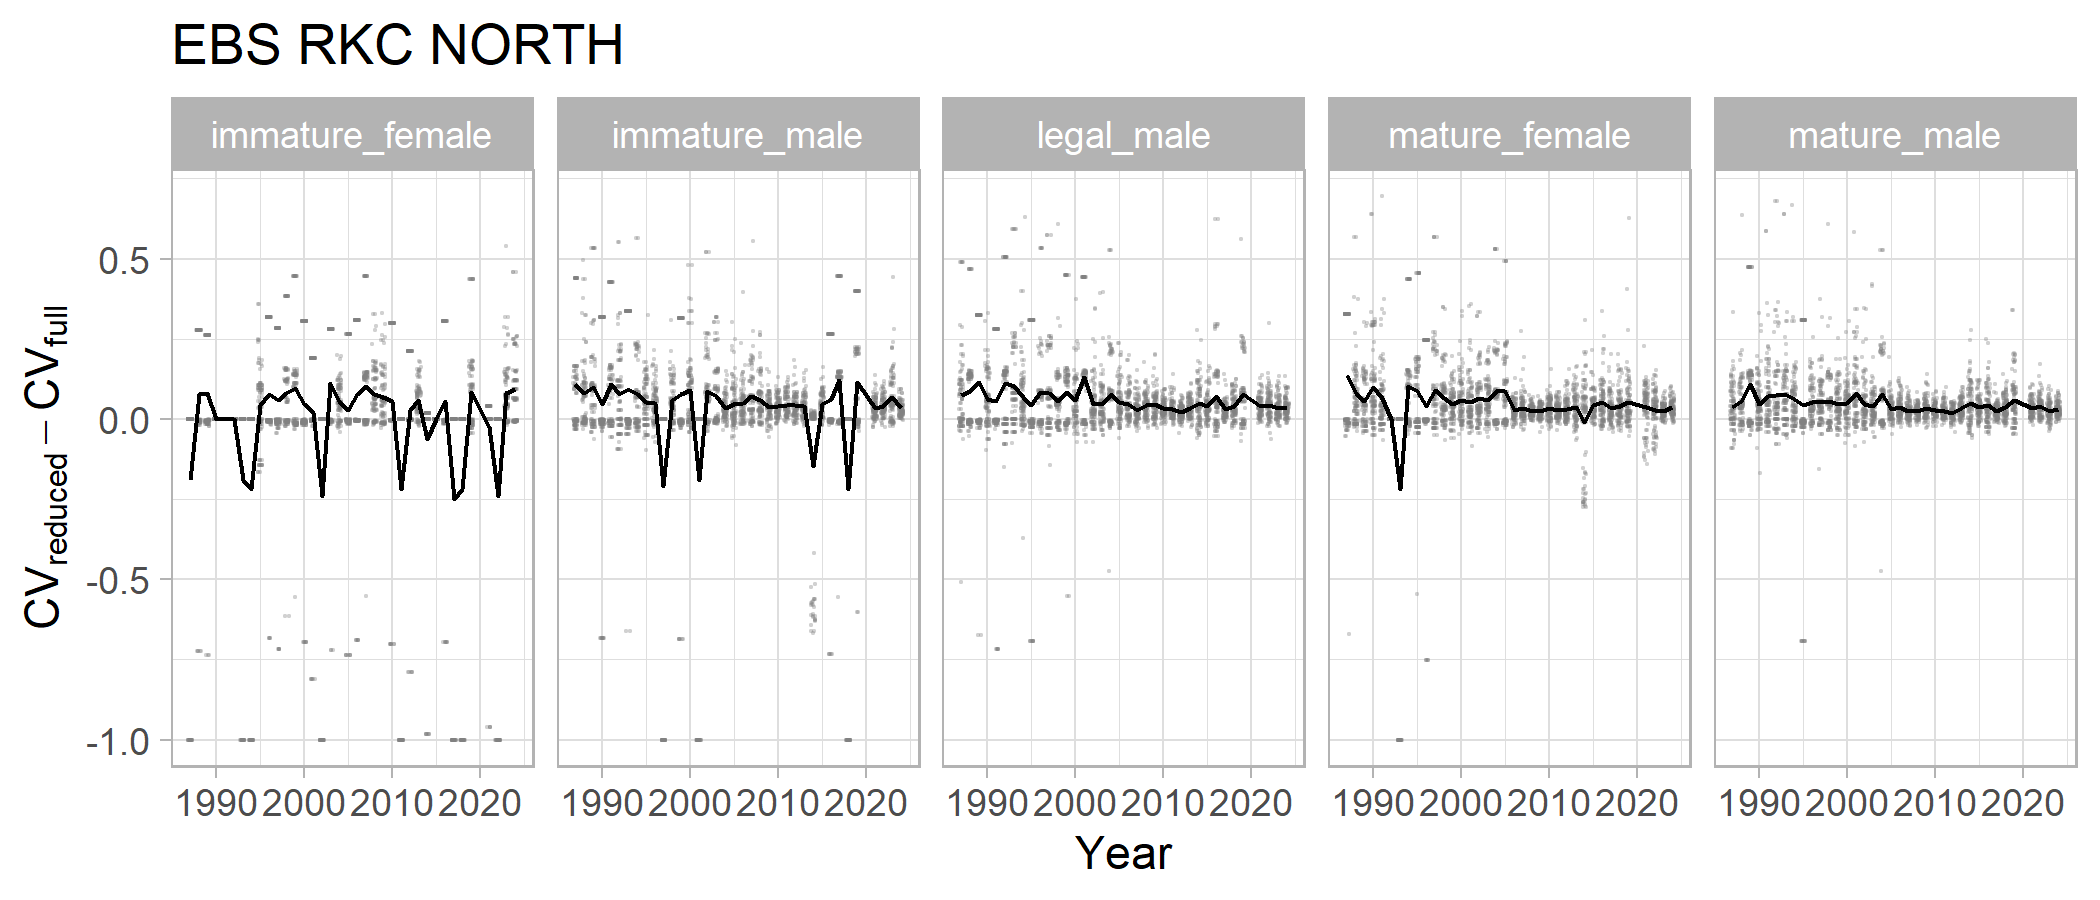 EBS RKC NORTH
immature_female immature_male legal_male mature_female mature_male
CVreduced − CVfull
0.5
0.0
-0.5
-1.0
1990 2000 2010 2020 1990 2000 2010 2020 1990 2000 2010 2020 1990 2000 2010 2020 1990 2000 2010 2020
Year